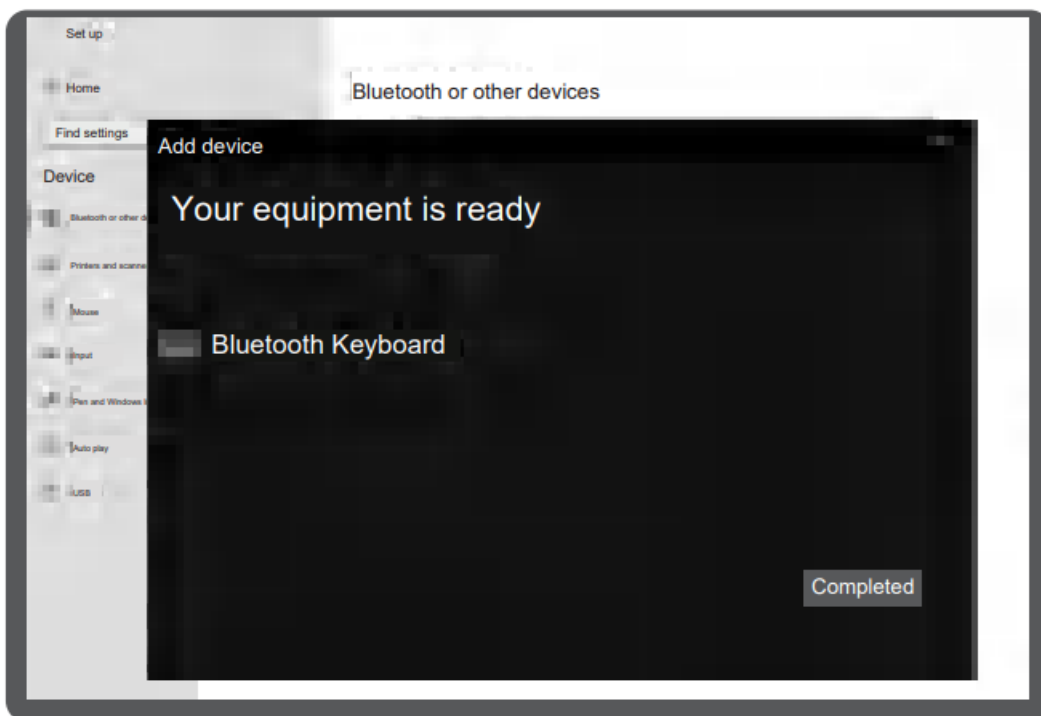 Set up
Home
Find settings
Device
Bluetooth or other
Printers and
Mouse
Input
Pen and Windows
Auto play
USB
Bluetooth or other devices
Add device
Your equipment is ready
Bluetooth Keyboard
Completed